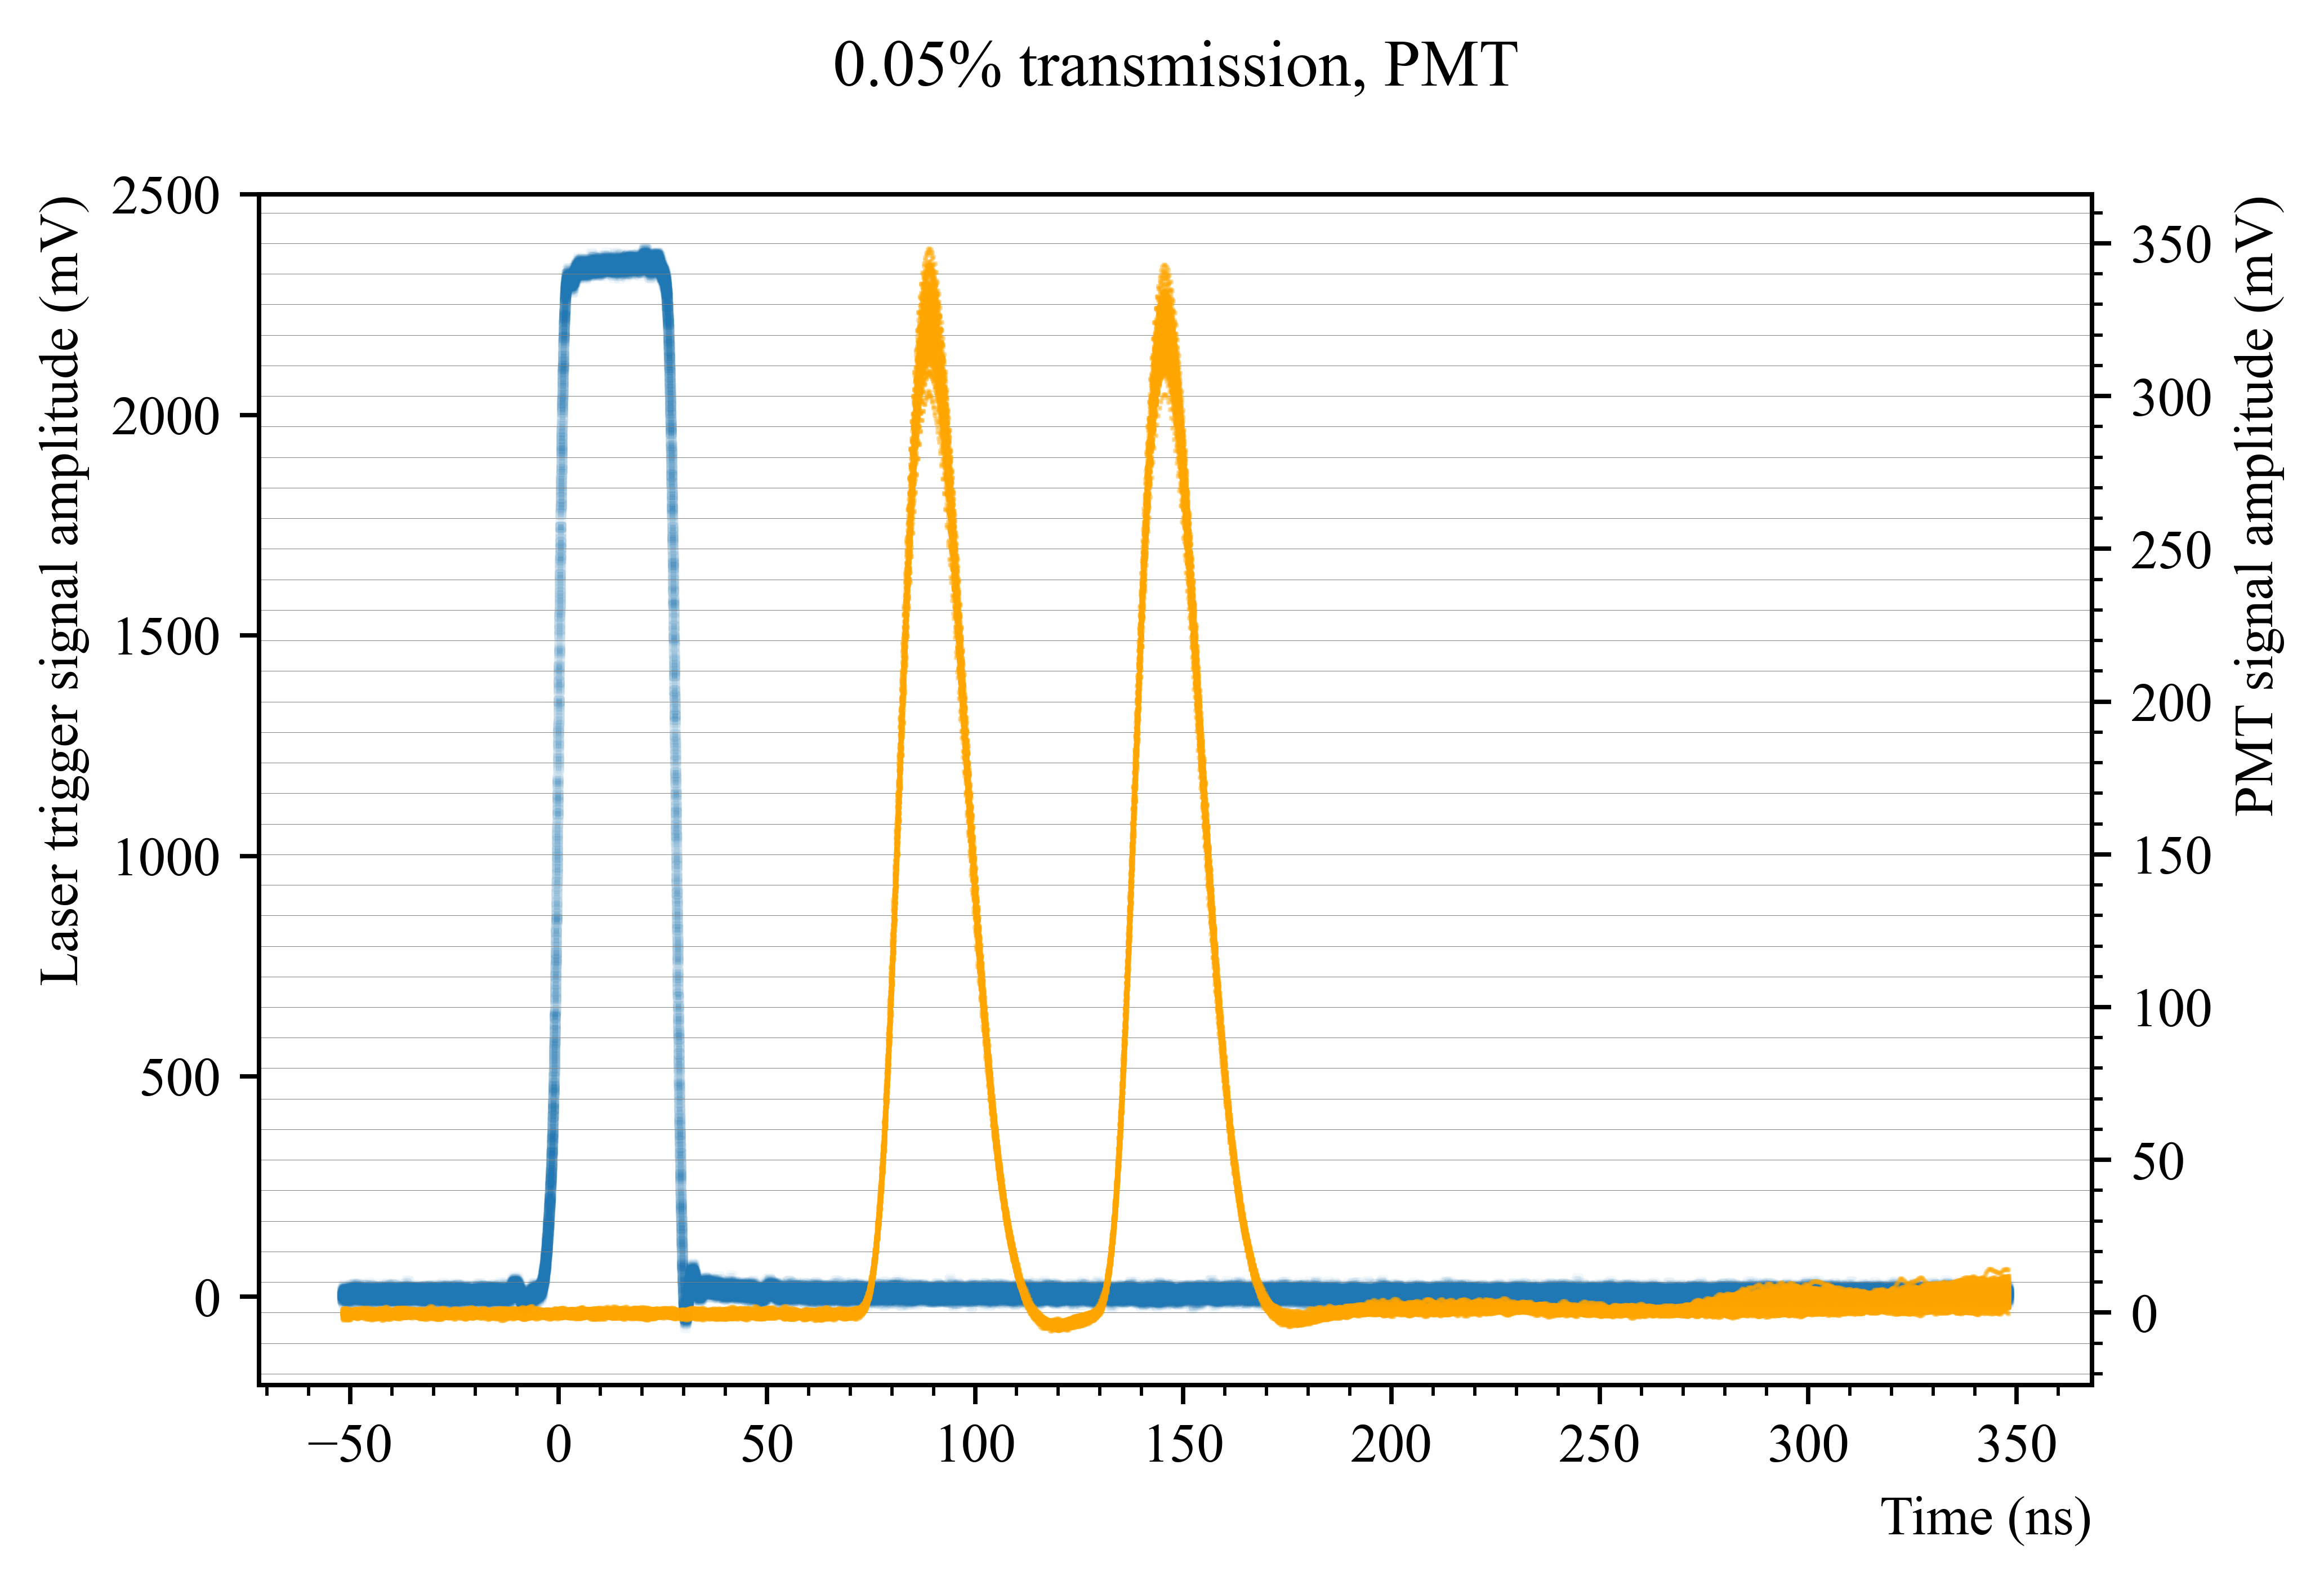 0.05% transmission, PMT
Laser trigger signal amplitude (mV)
2500
2000
1500
1000
500
0
PMT signal amplitude (mV)
350
300
250
200
150
100
50
0
−50 0 50 100 150 200 250 300 350
Time (ns)